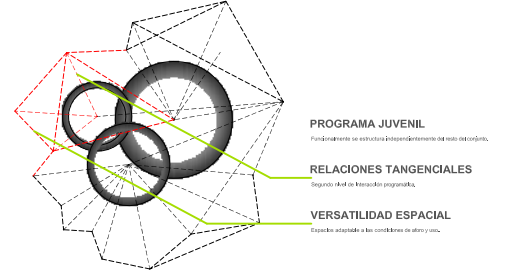 PROGRAMA JUVENIL
Funcionalmente se estructura independientemente del resto del conjunto.
RELACIONES TANGENCIALES
Segundo nivel de interacción programática.
VERSATILIDAD ESPACIAL
Espacios adaptable a las condiciones de aforo y uso.